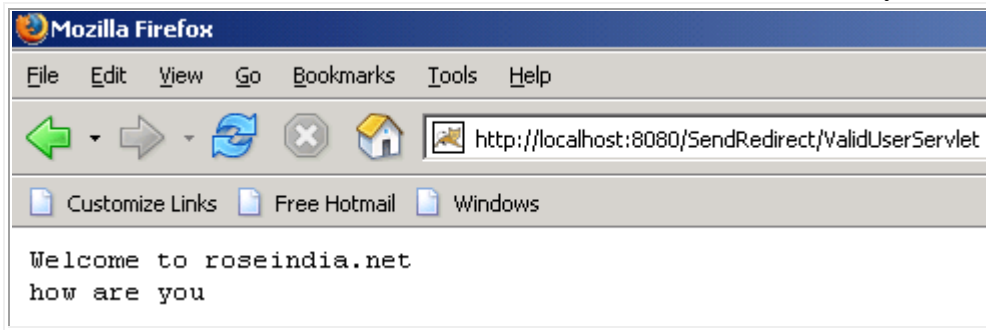 Mozilla Firefox
File Edit View Go Bookmarks Tools Help
http://localhost:8080/SendRedirect/ValidUserServlet
Customize Links Free Hotmail Windows
Welcome to roseindia.net
how are you